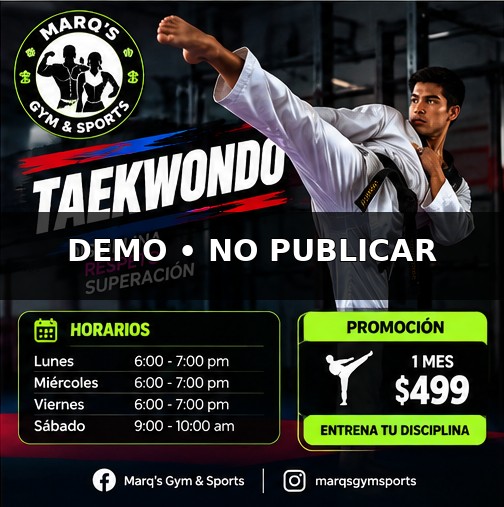 MARQ'S
GYM & SPORTS
TAEKWONDO
RESPETO
SUPERACIÓN
DEMO • NO PUBLICAR
HORARIOS
Lunes 6:00 - 7:00 pm
Miércoles 6:00 - 7:00 pm
Viernes 6:00 - 7:00 pm
Sábado 9:00 - 10:00 am
PROMOCIÓN
1 MES
$499
ENTRENA TU DISCIPLINA
Marq's Gym & Sports
marqsgymsports